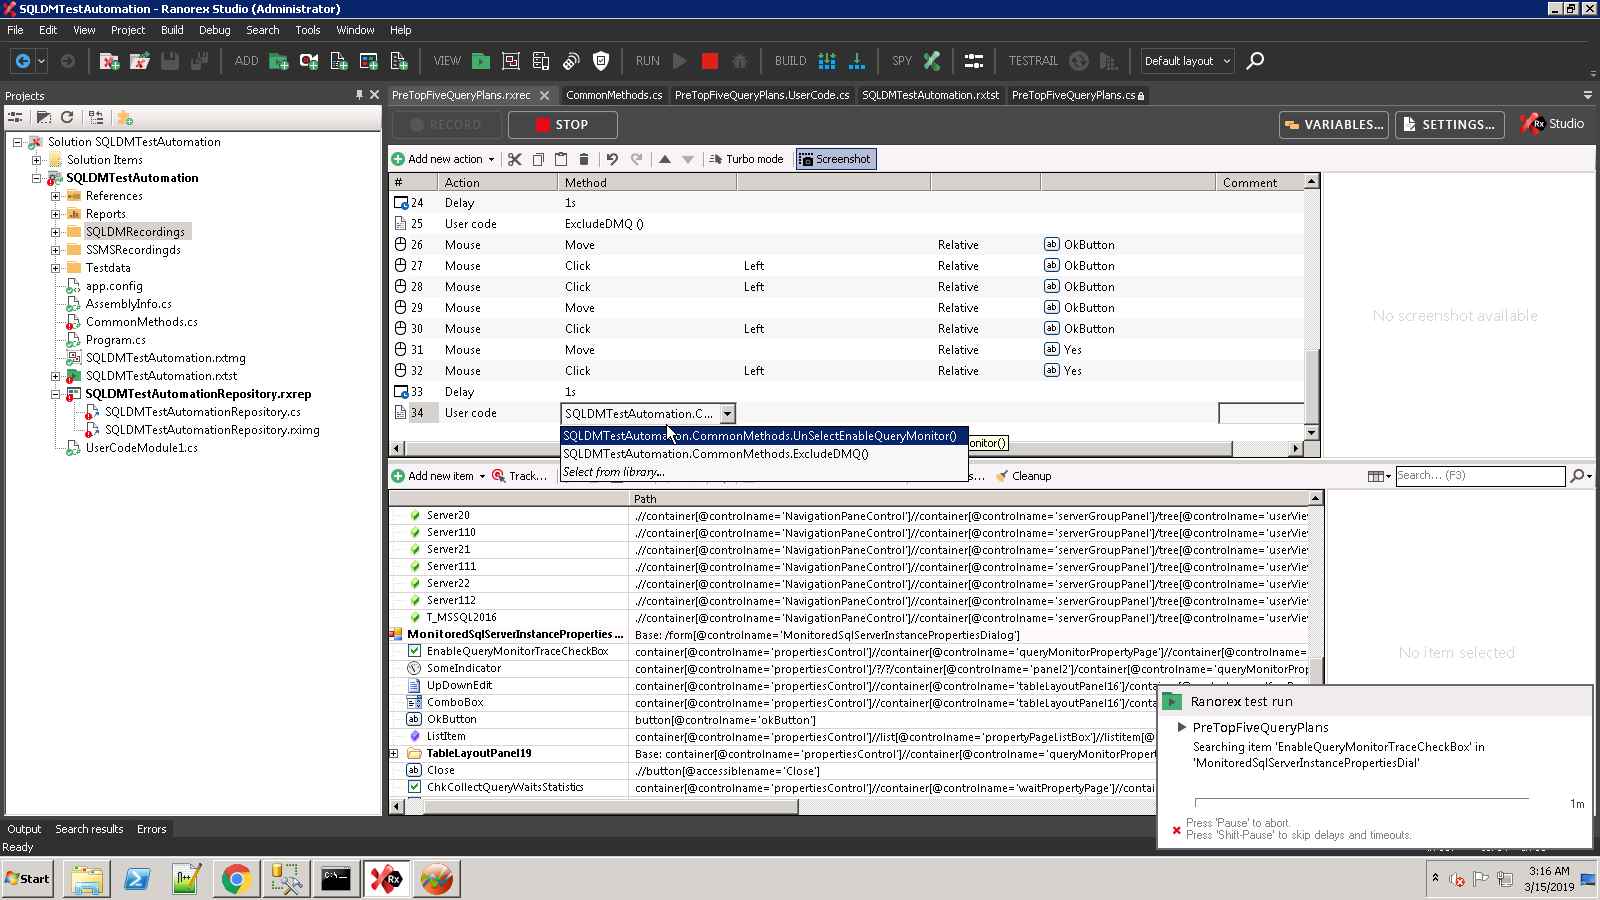 SQLDMTestAutomation - Ranorex Studio (Administrator)
File Edit View Project Build Debug Search Tools Window Help
ADD VIEW RUN BUILD SPY TESTRAIL Default layout
Projects
PreTopFiveQueryPlans.rxrec CommonMethods.cs PreTopFiveQueryPlans.UserCode.cs SQLDMTestAutomation.rxtst PreTopFiveQueryPlans.cs
RECORD STOP VARIABLES... SETTINGS... Rx Studio
Solution SQLDMTestAutomation
Solution Items
SQLDMTestAutomation
References
Reports
SQLDMRecordings
SSMSRecordingds
Testdata
app.config
AssemblyInfo.cs
CommonMethods.cs
Program.cs
SQLDMTestAutomation.rxtmg
SQLDMTestAutomation.rxtst
SQLDMTestAutomationRepository.rxrep
SQLDMTestAutomationRepository.cs
SQLDMTestAutomationRepository.rximg
UserCodeModule1.cs
Add new action Turbo mode Screenshot
# Action Method Comment
24 Delay 1s
25 User code ExcludeDMQ ()
26 Mouse Move Relative OkButton
27 Mouse Click Left Relative OkButton
28 Mouse Click Left Relative OkButton
29 Mouse Move Relative OkButton
30 Mouse Click Left Relative OkButton
31 Mouse Move Relative Yes
32 Mouse Click Left Relative Yes
33 Delay 1s
34 User code SQLDMTestAutomation.C...
SQLDMTestAutomation.CommonMethods.UnSelectEnableQueryMonitor() onitor()
SQLDMTestAutomation.CommonMethods.ExcludeDMQ()
Select from library...
No screenshot available
Add new item Track... Cleanup Search... (F3)
Path
Server20 .//container[@controlname='NavigationPaneControl']//container[@controlname='serverGroupPanel']/tree[@controlname='userVie
Server110 .//container[@controlname='NavigationPaneControl']//container[@controlname='serverGroupPanel']/tree[@controlname='userVie
Server21 .//container[@controlname='NavigationPaneControl']//container[@controlname='serverGroupPanel']/tree[@controlname='userVie
Server111 .//container[@controlname='NavigationPaneControl']//container[@controlname='serverGroupPanel']/tree[@controlname='userVie
Server22 .//container[@controlname='NavigationPaneControl']//container[@controlname='serverGroupPanel']/tree[@controlname='userVie
Server112 .//container[@controlname='NavigationPaneControl']//container[@controlname='serverGroupPanel']/tree[@controlname='userVie
T_MSSQL2016 .//container[@controlname='NavigationPaneControl']//container[@controlname='serverGroupPanel']/tree[@controlname='userVie
MonitoredSqlServerInstanceProperties ... Base: /form[@controlname='MonitoredSqlServerInstancePropertiesDialog']
EnableQueryMonitorTraceCheckBox container[@controlname='propertiesControl']//container[@controlname='queryMonitorPropertyPage']//container[@controlname=
SomeIndicator container[@controlname='propertiesControl']/?/?/container[@controlname='panel2']/container[@controlname='queryMonitorProp
UpDownEdit container[@controlname='propertiesControl']//container[@controlname='tableLayoutPanel16']/container
ComboBox container[@controlname='propertiesControl']//container[@controlname='tableLayoutPanel16']/contai
OkButton button[@controlname='okButton']
ListItem container[@controlname='propertiesControl']//list[@controlname='propertyPageListBox']//listitem[@
TableLayoutPanel19 Base: container[@controlname='propertiesControl']//container[@controlname='queryMonitorPropert
Close .//button[@accessiblename='Close']
ChkCollectQueryWaitsStatistics container[@controlname='propertiesControl']//container[@controlname='waitPropertyPage']//contai
No item selected
Ranorex test run
PreTopFiveQueryPlans
Searching item 'EnableQueryMonitorTraceCheckBox' in
'MonitoredSqlServerInstancePropertiesDial'
1m
Press 'Pause' to abort.
Press 'Shift-Pause' to skip delays and timeouts.
Output Search results Errors
Ready
Start
3:16 AM
3/15/2019